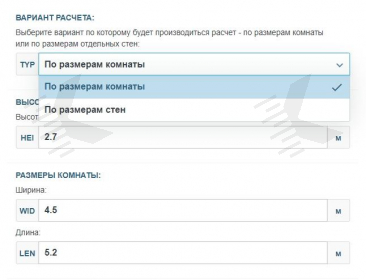 ВАРИАНТ РАСЧЕТА:
Выберите вариант по которому будет производиться расчет - по размерам комнаты
или по размерам отдельных стен:
TYP По размерам комнаты
По размерам комнаты
По размерам стен
ВЫСО
Высот
HEI 2.7 м
РАЗМЕРЫ КОМНАТЫ:
Ширина:
WID 4.5 м
Длина:
LEN 5.2 м